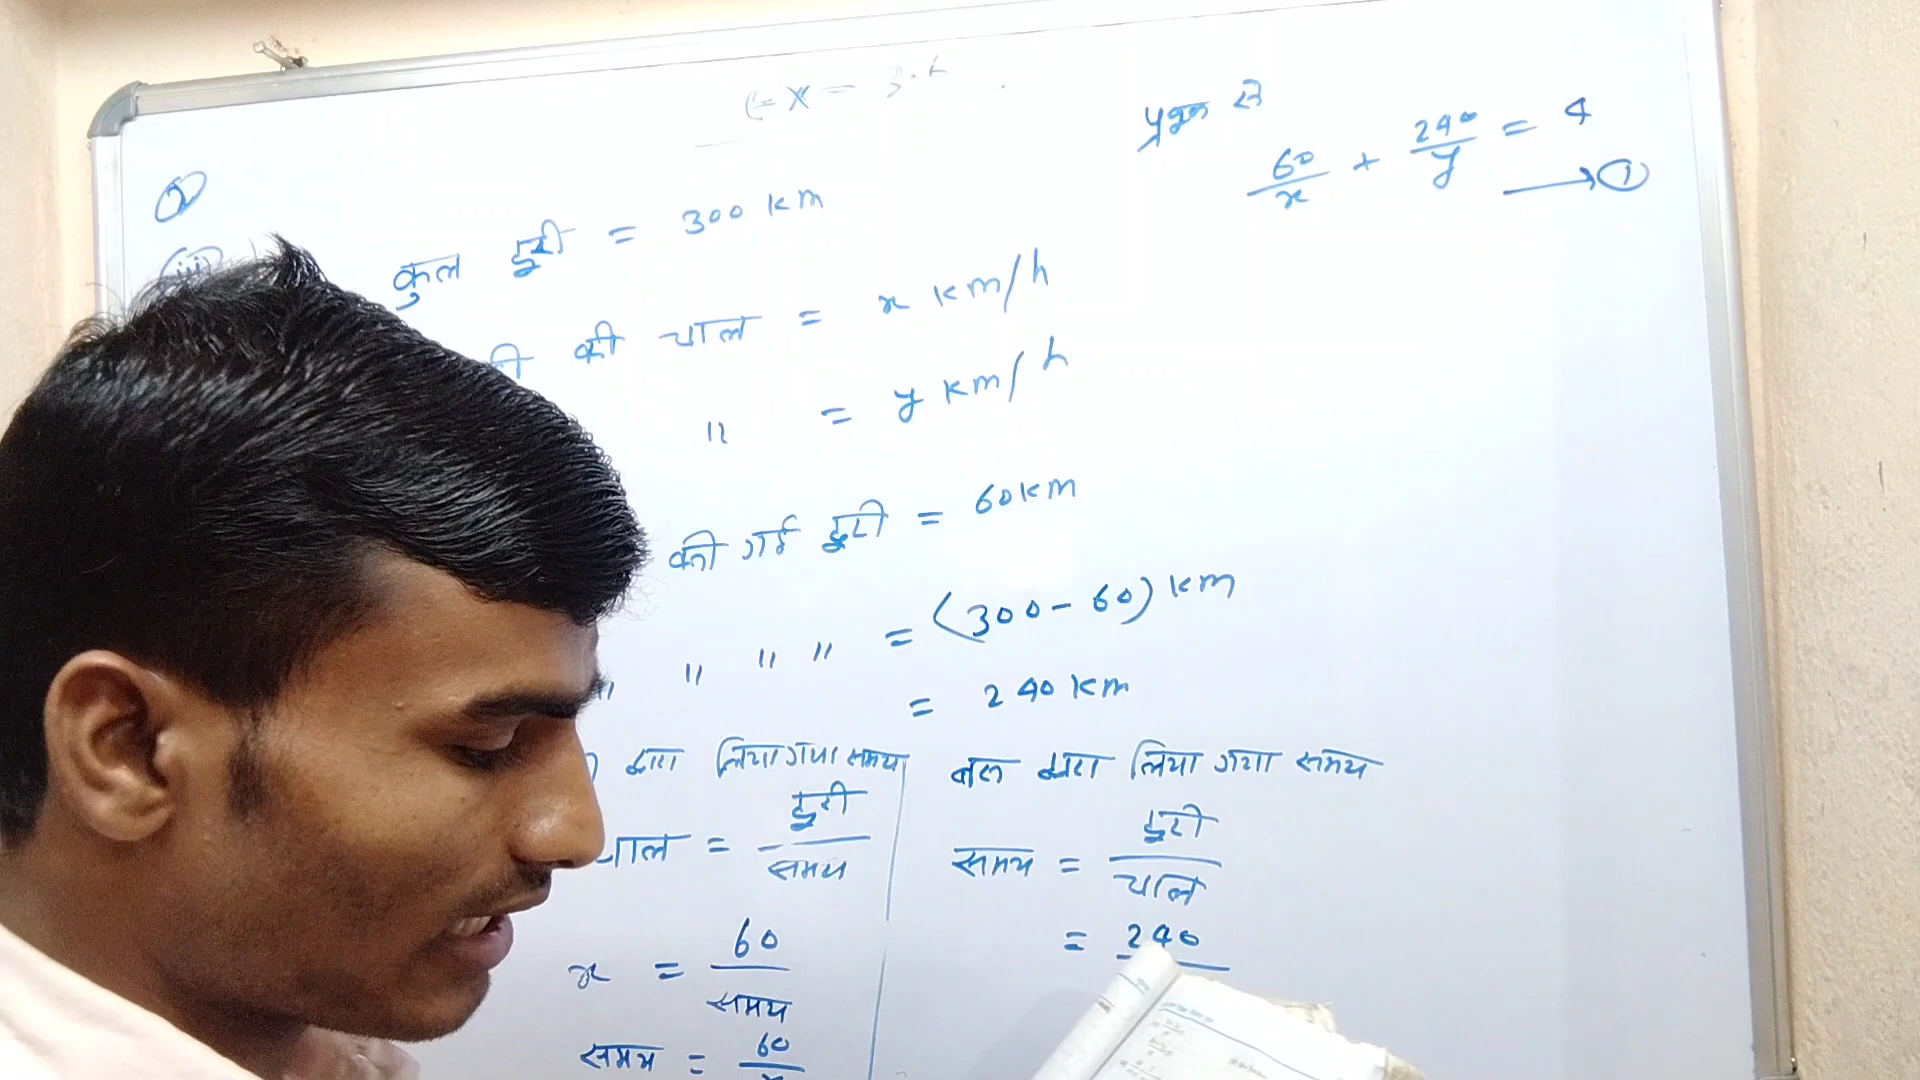 (iii)
कुल दूरी = 300 km
की चाल = x km/h
" = y km/h
की गई दूरी = 60 km
" " " " = (300 - 60) km
= 240 km
द्वारा लिया गया समय
चाल = दूरी / समय
x = 60 / समय
समय = 60 / x
बस द्वारा लिया गया समय
समय = दूरी / चाल
= 240
प्रश्न से
60/x + 240/y = 4 → ①